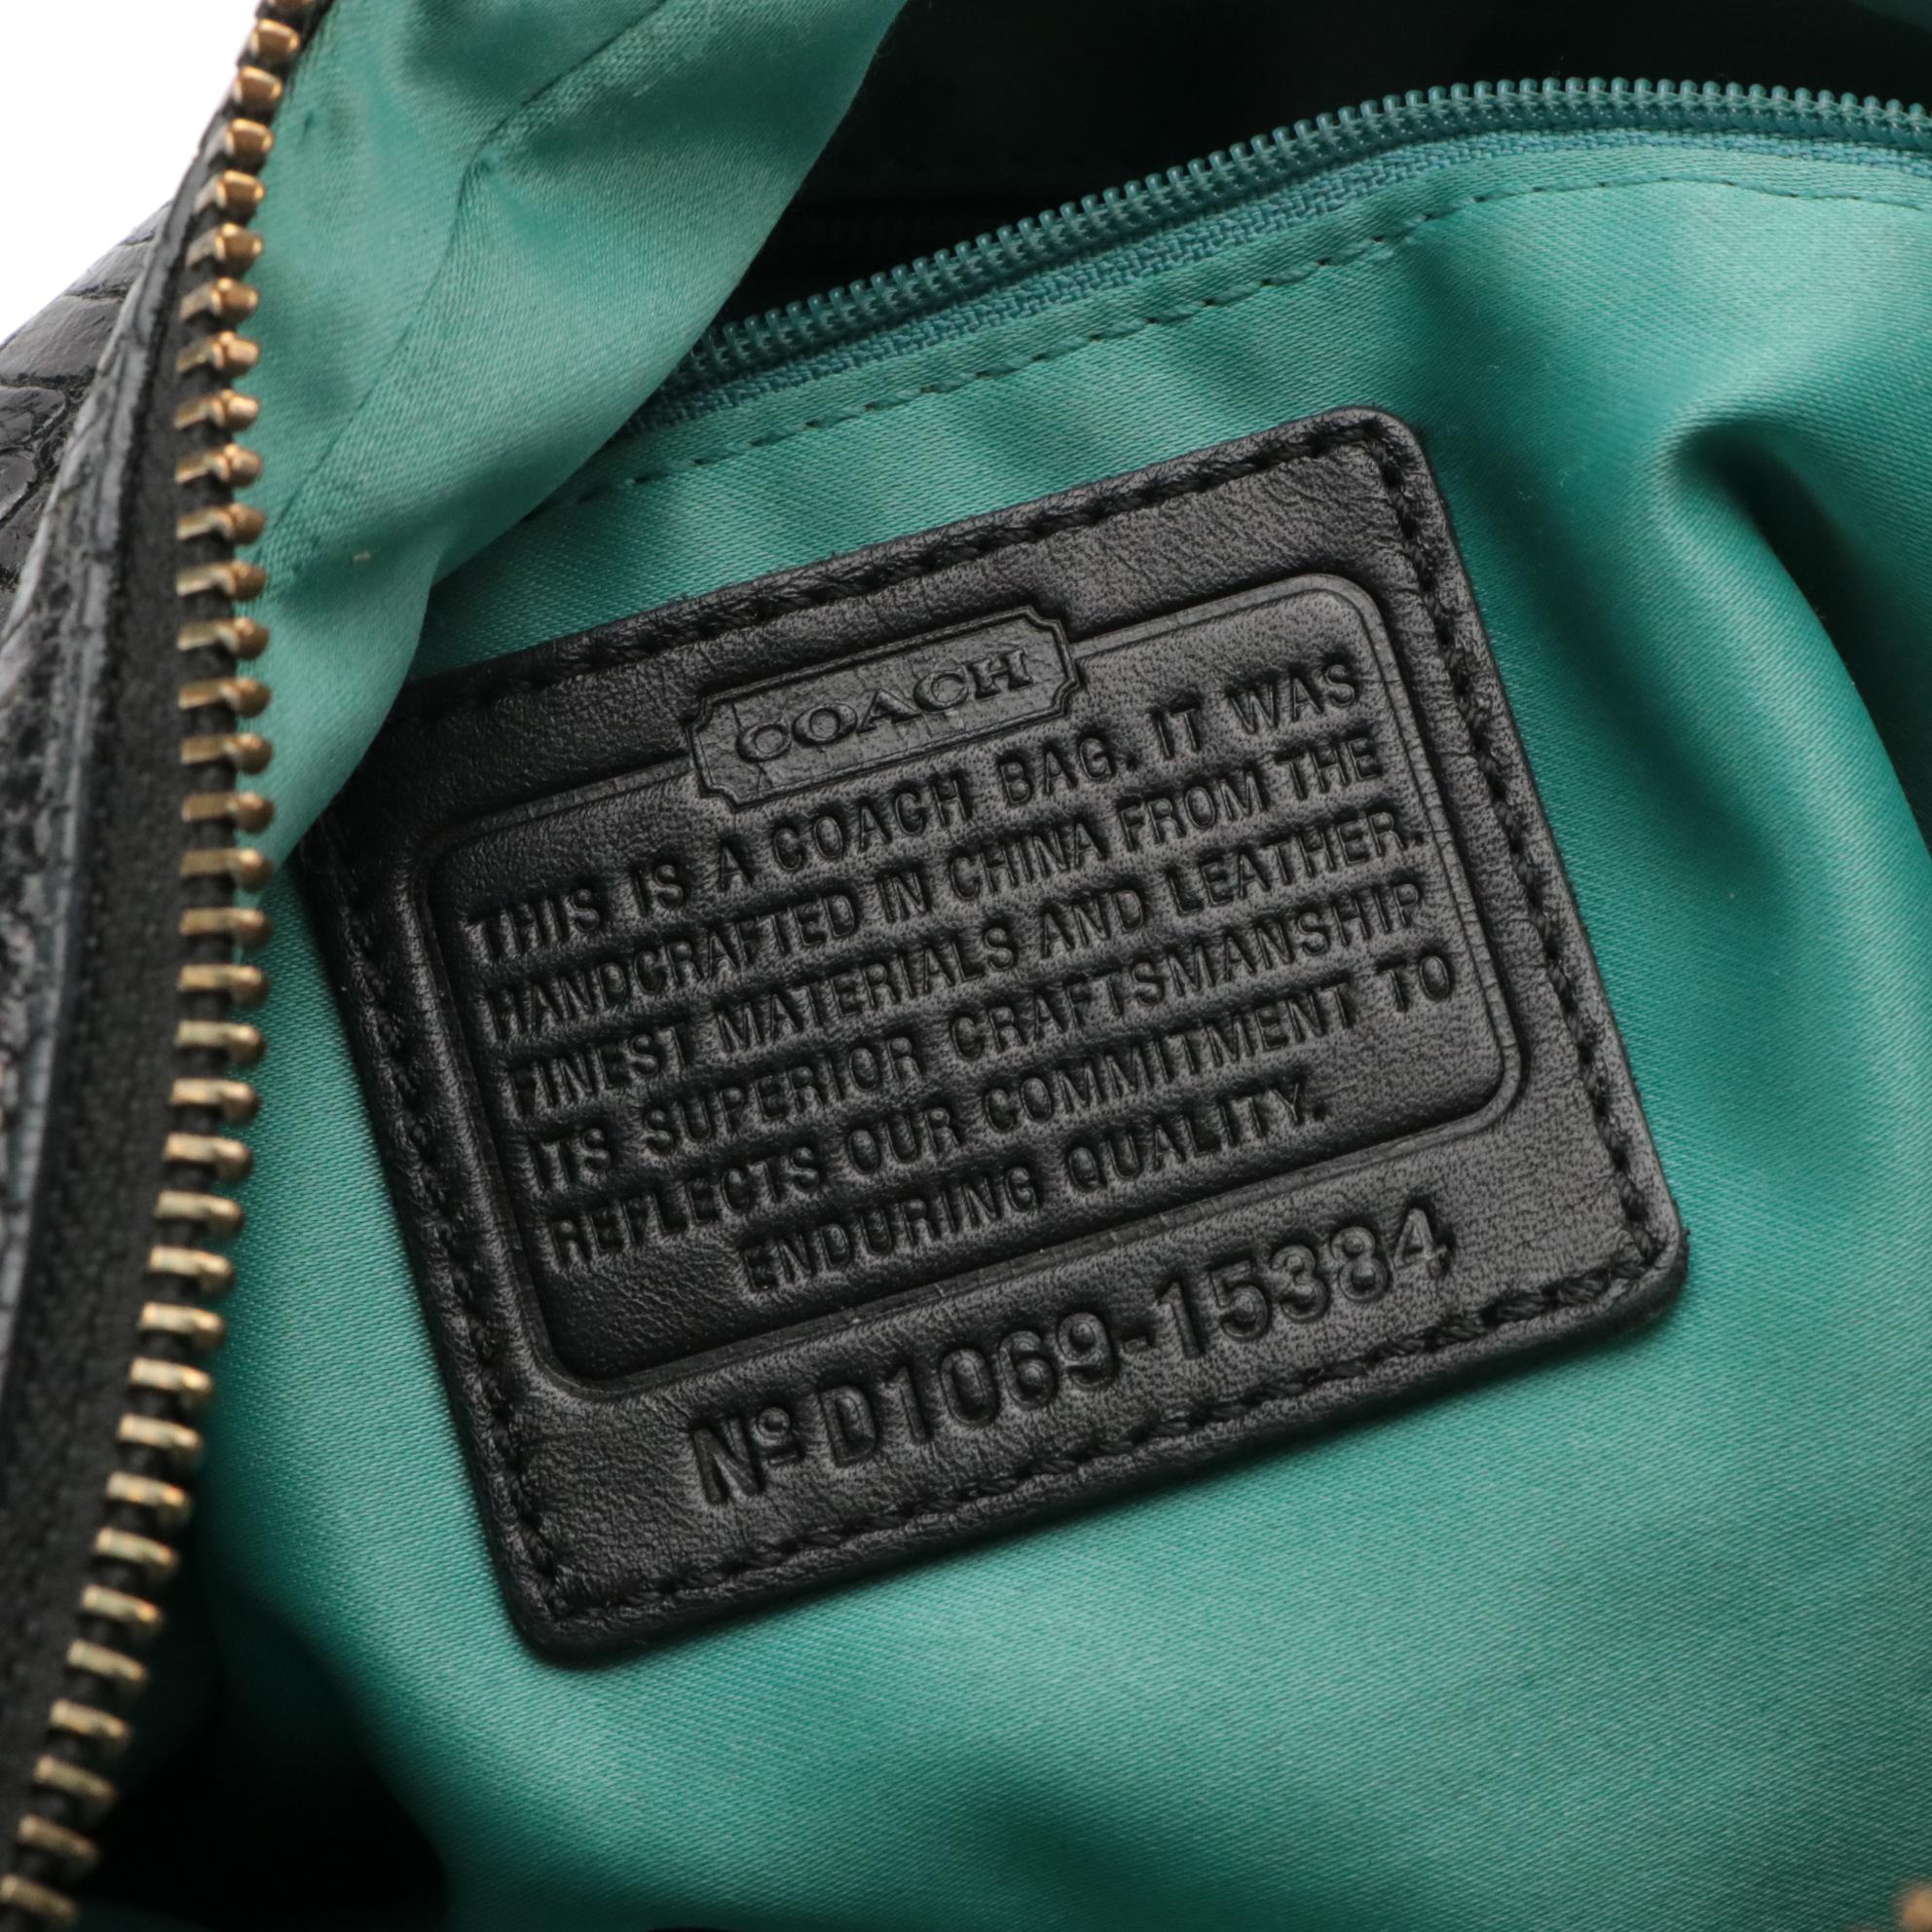 COACH
THIS IS A COACH BAG. IT WAS
HANDCRAFTED IN CHINA FROM THE
FINEST MATERIALS AND LEATHER.
ITS SUPERIOR CRAFTSMANSHIP
REFLECTS OUR COMMITMENT TO
ENDURING QUALITY.
Nº D1069-15384